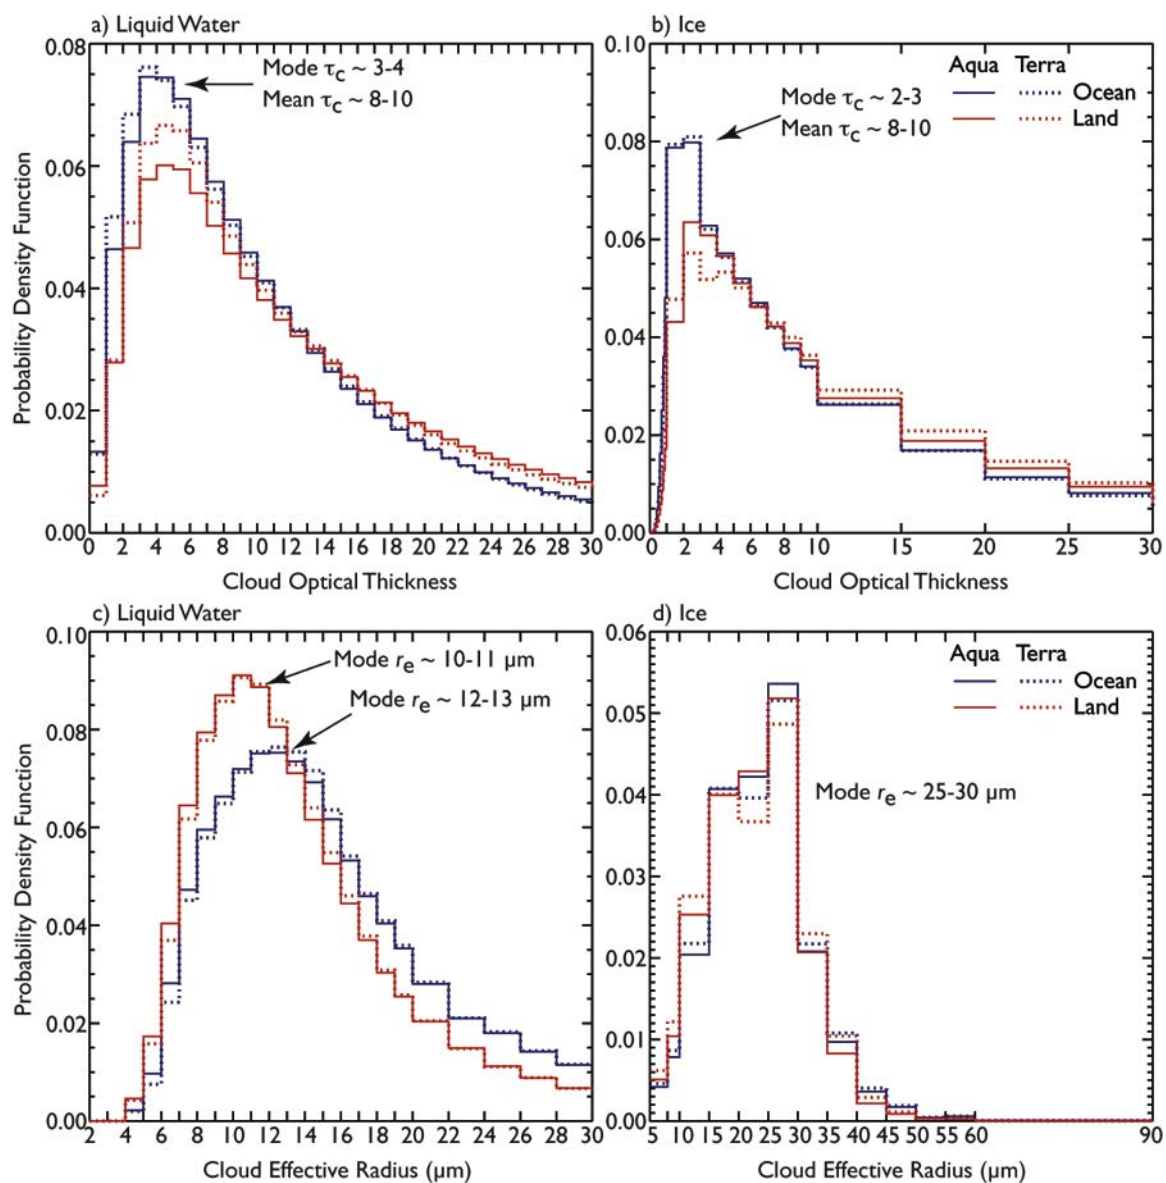 a) Liquid Water
0.08
0.06
0.04
0.02
0.00
Probability Density Function
Mode τc ~ 3-4
Mean τc ~ 8-10
0 2 4 6 8 10 12 14 16 18 20 22 24 26 28 30
Cloud Optical Thickness
b) Ice
0.10
0.08
0.06
0.04
0.02
0.00
Aqua Terra
Ocean
Land
Mode τc ~ 2-3
Mean τc ~ 8-10
0 2 4 6 8 10 15 20 25 30
Cloud Optical Thickness
c) Liquid Water
0.10
0.08
0.06
0.04
0.02
0.00
Probability Density Function
Mode re ~ 10-11 μm
Mode re ~ 12-13 μm
2 4 6 8 10 12 14 16 18 20 22 24 26 28 30
Cloud Effective Radius (μm)
d) Ice
0.06
0.05
0.04
0.03
0.02
0.01
0.00
Aqua Terra
Ocean
Land
Mode re ~ 25-30 μm
5 10 15 20 25 30 35 40 45 50 55 60 90
Cloud Effective Radius (μm)